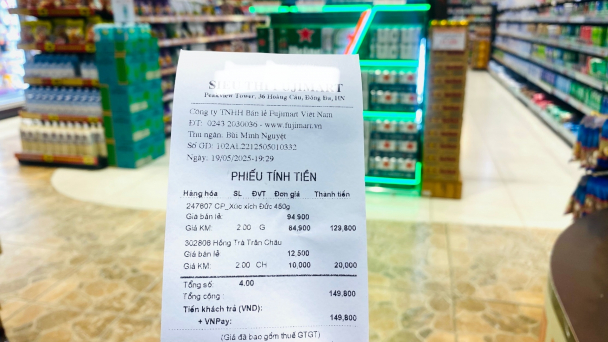 Peakview Tower, 36 Hoàng Cầu, Đống Đa, HN
Công ty TNHH Bán lẻ Fujimart Việt Nam
ĐT: 0243 2030036 - www.fujimart.vn
Thu ngân: Bùi Minh Nguyệt
Số GD: 102AL2212505010332
Ngày: 19/05/2025-19:29
PHIẾU TÍNH TIỀN
Hàng hóa SL ĐVT Đơn giá Thành tiền
247607 CP_Xúc xích Đức 450g
Giá bán lẻ: 94,900
Giá KM: 2.00 G 64,900 129,800
302806 Hồng Trà Trân Châu
Giá bán lẻ 12,500
Giá KM: 2.00 CH 10,000 20,000
Tổng số: 4.00
Tổng cộng 149,800
Tiền khách trả (VND):
+ VNPay: 149,800
(Giá đã bao gồm thuế GTGT)